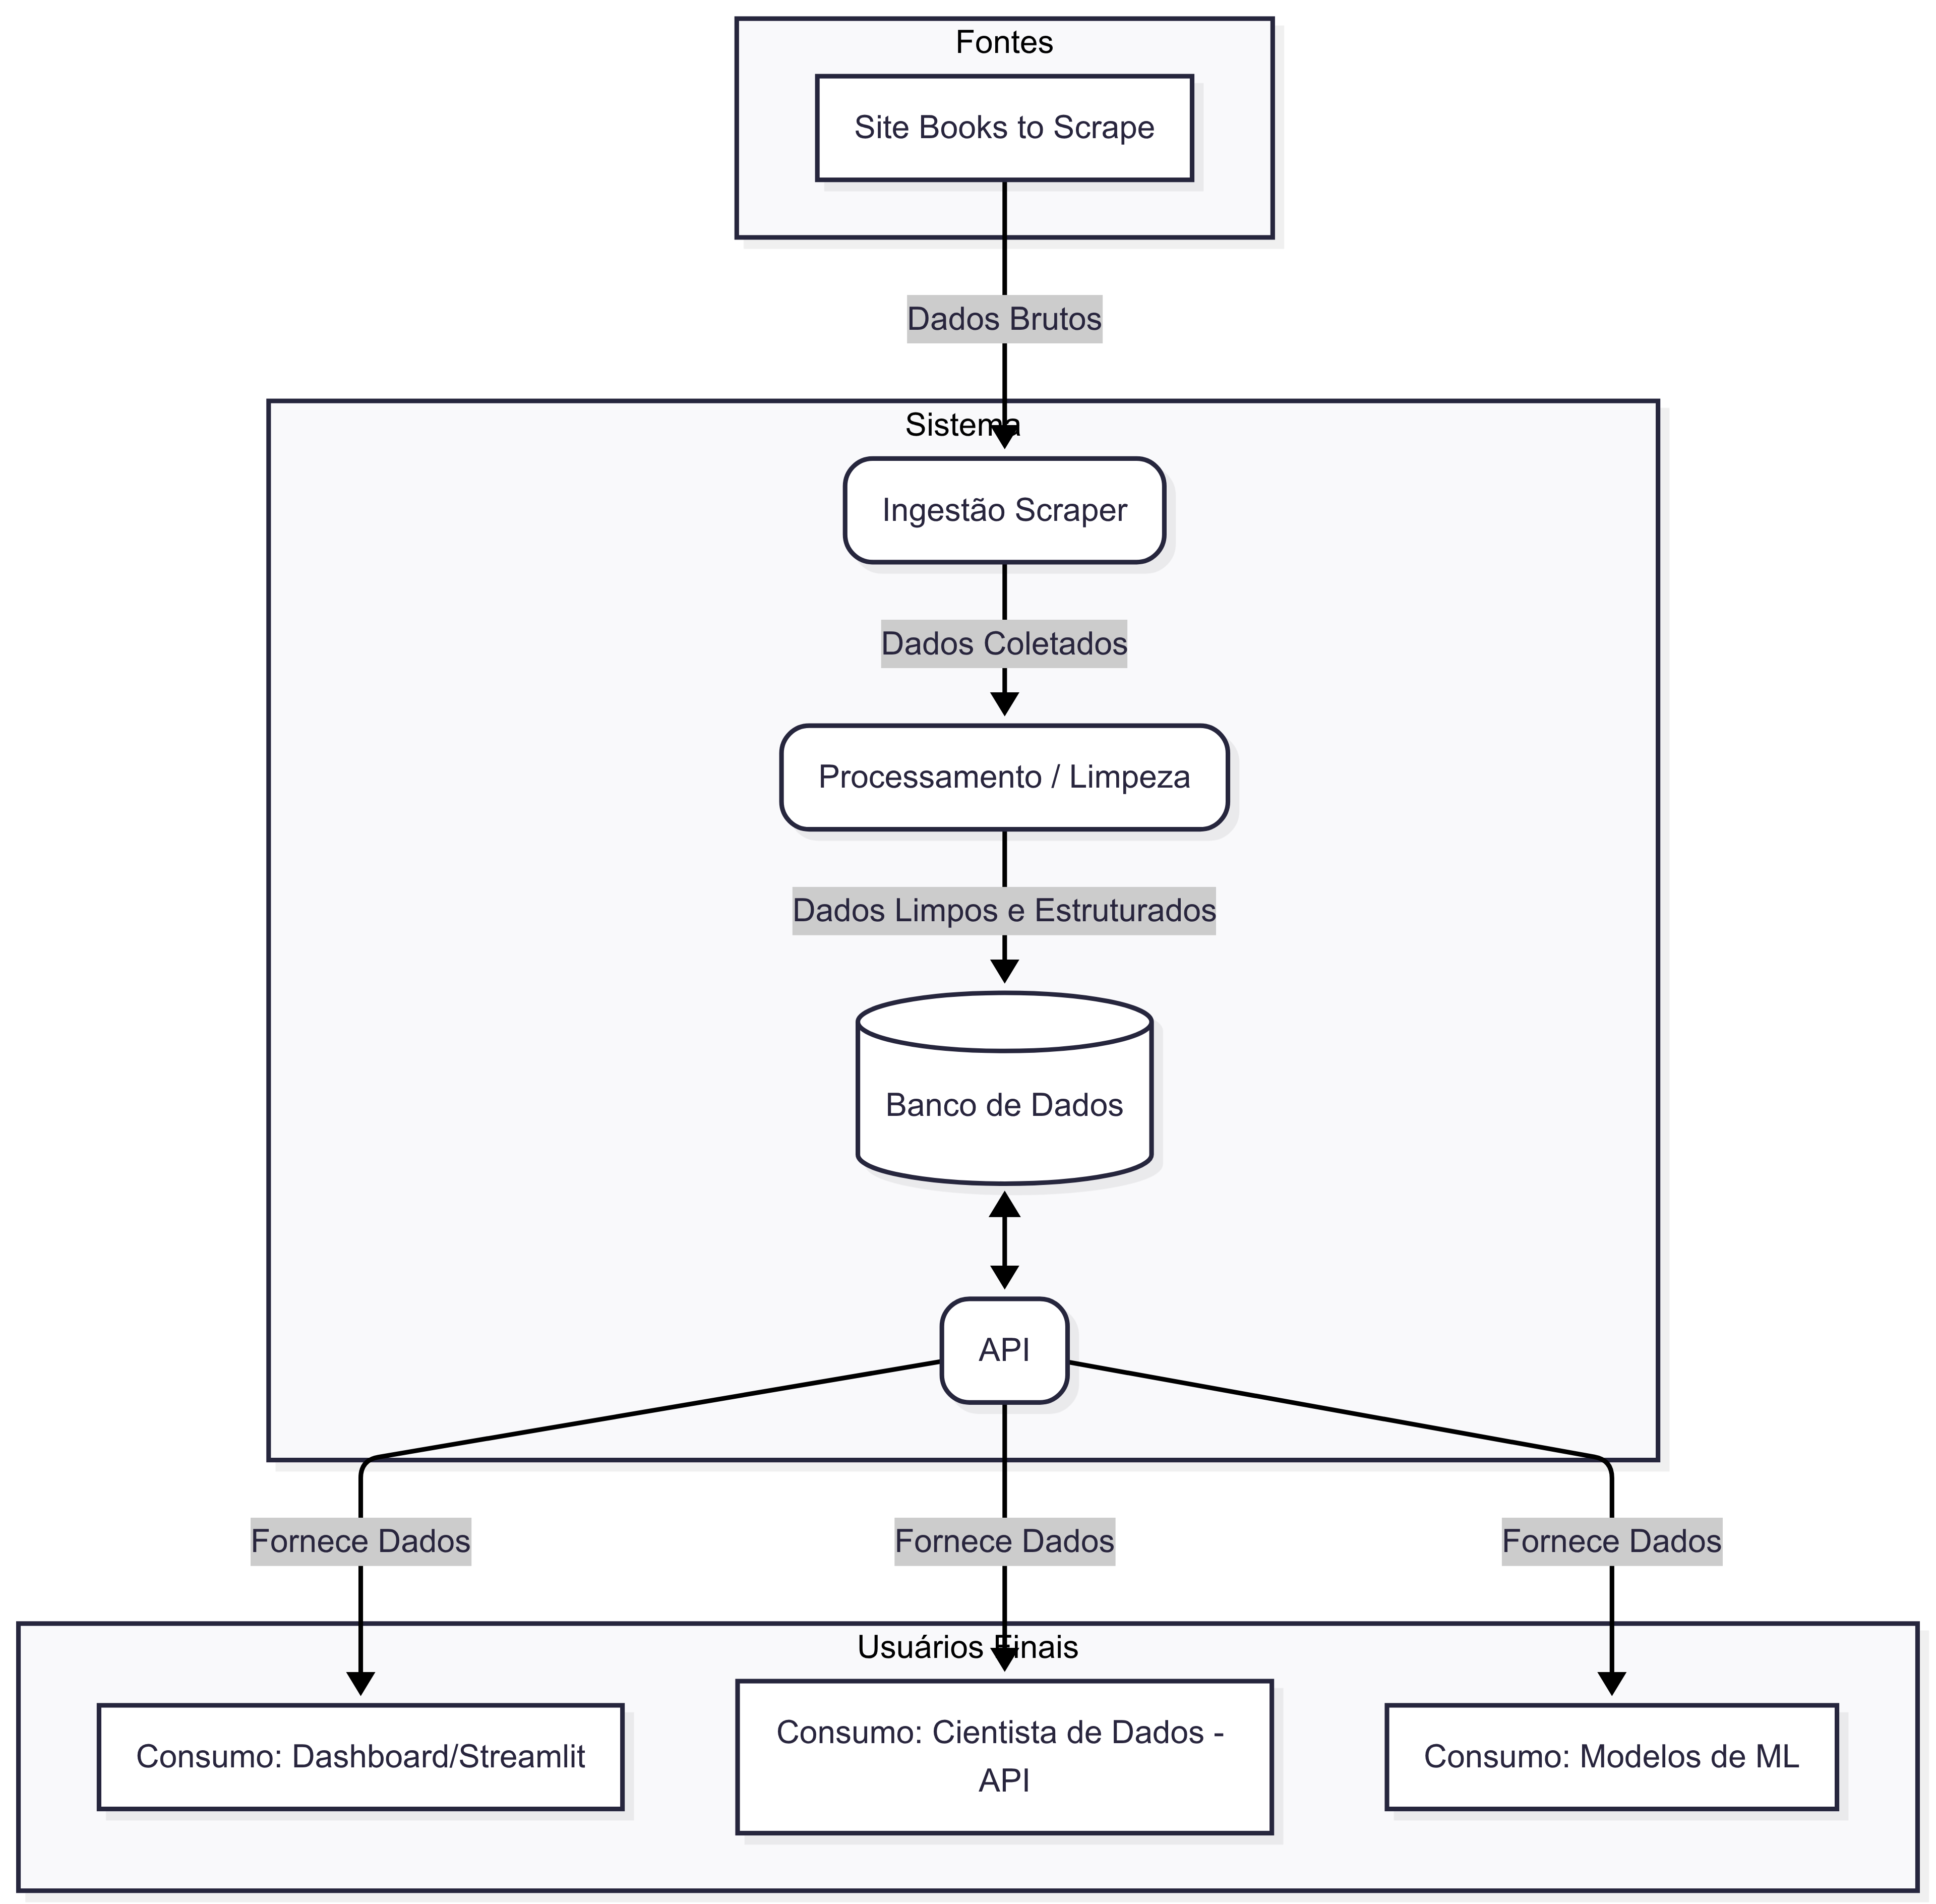 Fontes
Site Books to Scrape
Dados Brutos
Sistema
Ingestão Scraper
Dados Coletados
Processamento / Limpeza
Dados Limpos e Estruturados
Banco de Dados
API
Fornece Dados
Fornece Dados
Fornece Dados
Usuários Finais
Consumo: Dashboard/Streamlit
Consumo: Cientista de Dados -
API
Consumo: Modelos de ML